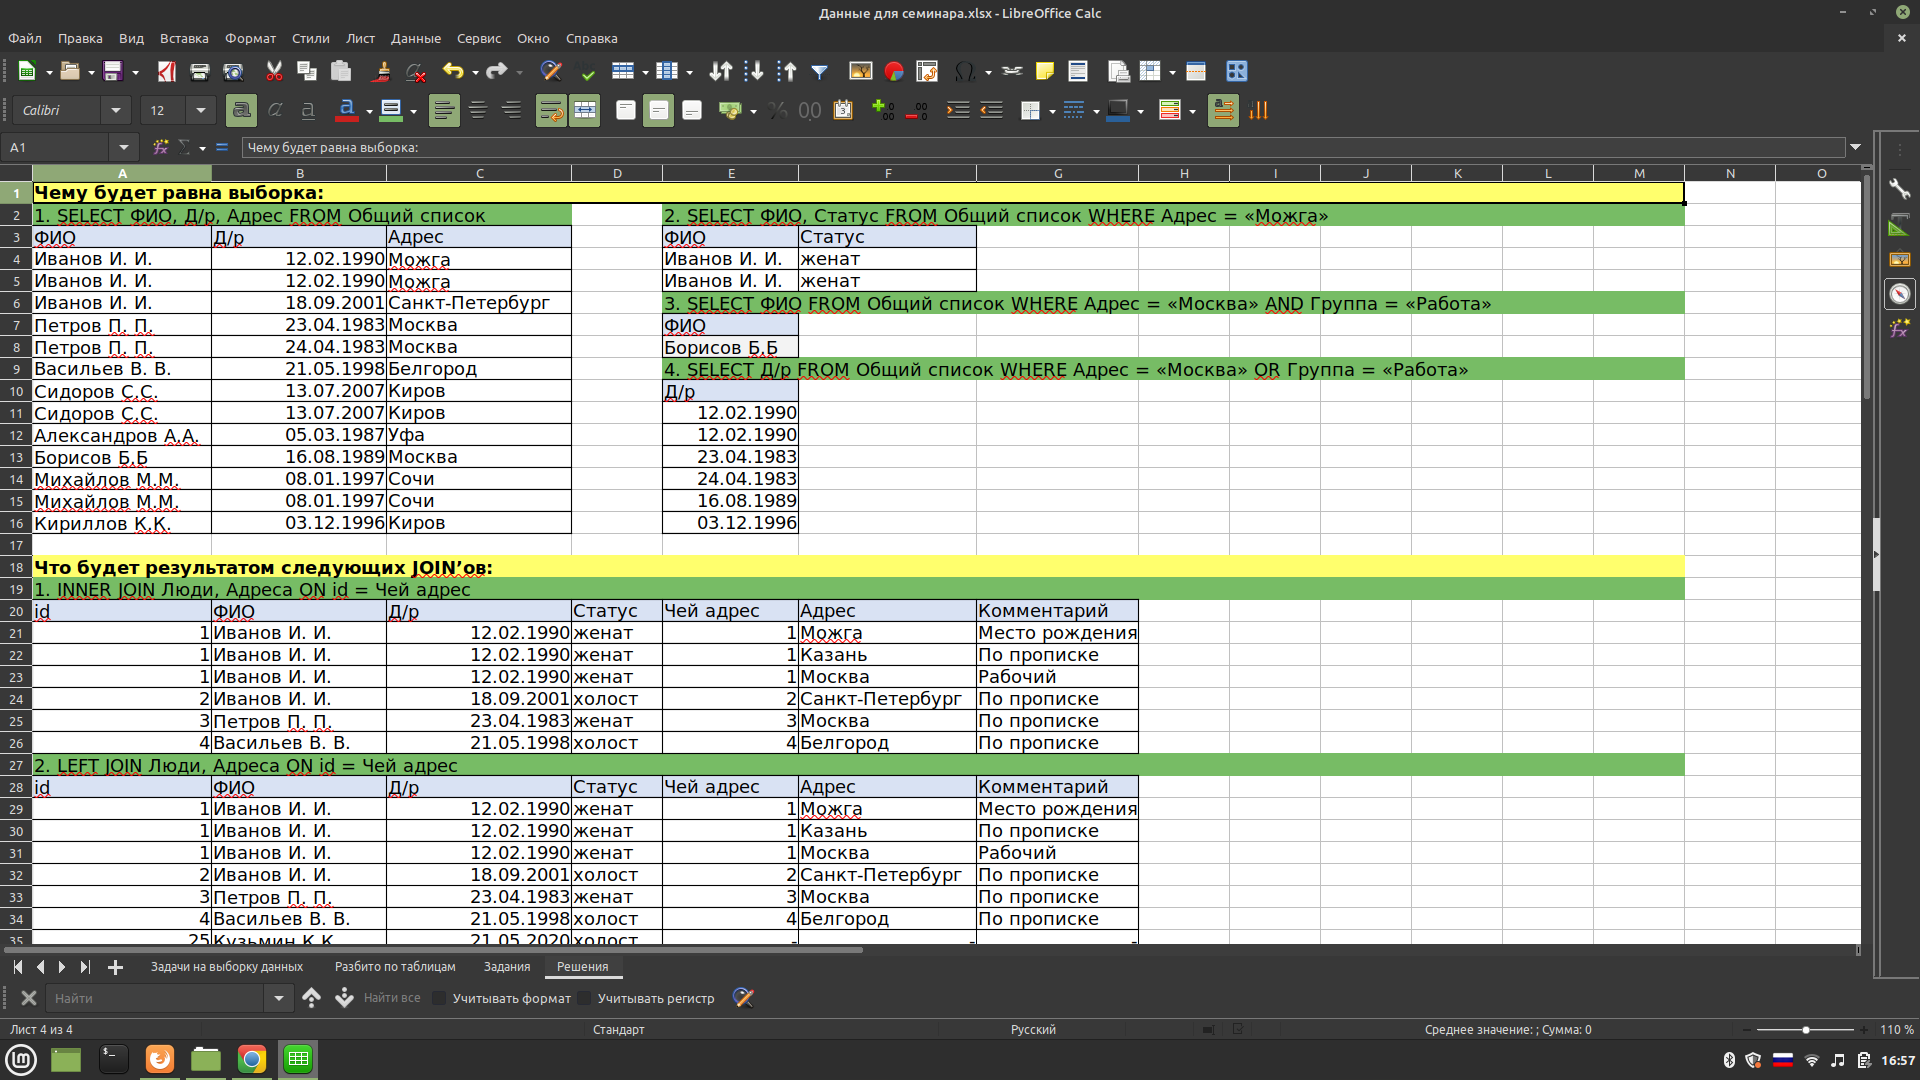 Данные для семинара.xlsx - LibreOffice Calc
Файл Правка Вид Вставка Формат Стили Лист Данные Сервис Окно Справка
Calibri 12
A1 Чему будет равна выборка:
A B C D E F G H I J K L M N O
1 Чему будет равна выборка:
2 1. SELECT ФИО, Д/р, Адрес FROM Общий список 2. SELECT ФИО, Статус FROM Общий список WHERE Адрес = «Можга»
3 ФИО Д/р Адрес ФИО Статус
4 Иванов И. И. 12.02.1990 Можга Иванов И. И. женат
5 Иванов И. И. 12.02.1990 Можга Иванов И. И. женат
6 Иванов И. И. 18.09.2001 Санкт-Петербург 3. SELECT ФИО FROM Общий список WHERE Адрес = «Москва» AND Группа = «Работа»
7 Петров П. П. 23.04.1983 Москва ФИО
8 Петров П. П. 24.04.1983 Москва Борисов Б,Б
9 Васильев В. В. 21.05.1998 Белгород 4. SELECT Д/р FROM Общий список WHERE Адрес = «Москва» OR Группа = «Работа»
10 Сидоров С,С. 13.07.2007 Киров Д/р
11 Сидоров С,С. 13.07.2007 Киров 12.02.1990
12 Александров А,А. 05.03.1987 Уфа 12.02.1990
13 Борисов Б,Б 16.08.1989 Москва 23.04.1983
14 Михайлов М.М. 08.01.1997 Сочи 24.04.1983
15 Михайлов М.М. 08.01.1997 Сочи 16.08.1989
16 Кириллов К,К. 03.12.1996 Киров 03.12.1996
17
18 Что будет результатом следующих JOIN’ов:
19 1. INNER JOIN Люди, Адреса ON id = Чей адрес
20 id ФИО Д/р Статус Чей адрес Адрес Комментарий
21 1 Иванов И. И. 12.02.1990 женат 1 Можга Место рождения
22 1 Иванов И. И. 12.02.1990 женат 1 Казань По прописке
23 1 Иванов И. И. 12.02.1990 женат 1 Москва Рабочий
24 2 Иванов И. И. 18.09.2001 холост 2 Санкт-Петербург По прописке
25 3 Петров П. П. 23.04.1983 женат 3 Москва По прописке
26 4 Васильев В. В. 21.05.1998 холост 4 Белгород По прописке
27 2. LEFT JOIN Люди, Адреса ON id = Чей адрес
28 id ФИО Д/р Статус Чей адрес Адрес Комментарий
29 1 Иванов И. И. 12.02.1990 женат 1 Можга Место рождения
30 1 Иванов И. И. 12.02.1990 женат 1 Казань По прописке
31 1 Иванов И. И. 12.02.1990 женат 1 Москва Рабочий
32 2 Иванов И. И. 18.09.2001 холост 2 Санкт-Петербург По прописке
33 3 Петров П. П. 23.04.1983 женат 3 Москва По прописке
34 4 Васильев В. В. 21.05.1998 холост 4 Белгород По прописке
35 25 Кузьмин К.К. 21.05.2020 холост - - -
Задачи на выборку данных Разбито по таблицам Задания Решения
Найти Найти все Учитывать формат Учитывать регистр
Лист 4 из 4 Стандарт Русский Среднее значение: ; Сумма: 0 110 %
16:57